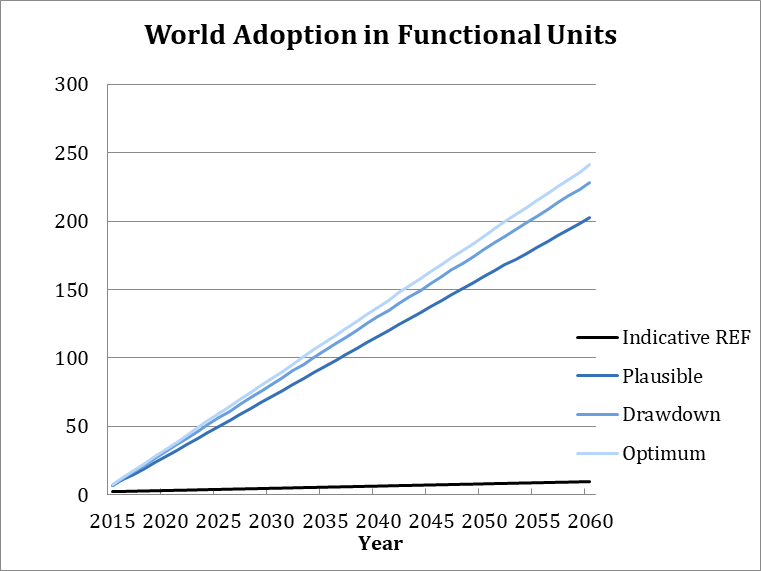 World Adoption in Functional Units
300
250
200
150
100
50
0
2015 2020 2025 2030 2035 2040 2045 2050 2055 2060
Year
Indicative REF
Plausible
Drawdown
Optimum